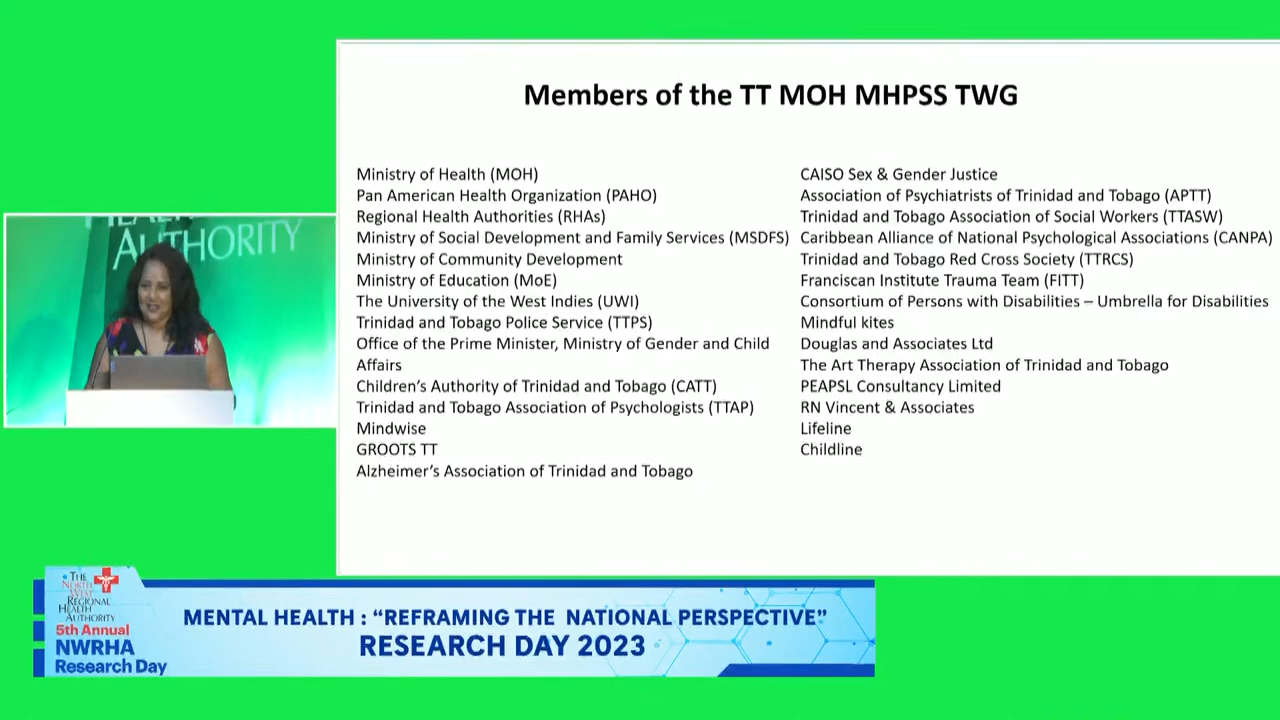 Members of the TT MOH MHPSS TWG
Ministry of Health (MOH)
Pan American Health Organization (PAHO)
Regional Health Authorities (RHAs)
Ministry of Social Development and Family Services (MSDFS)
Ministry of Community Development
Ministry of Education (MoE)
The University of the West Indies (UWI)
Trinidad and Tobago Police Service (TTPS)
Office of the Prime Minister, Ministry of Gender and Child
Affairs
Children’s Authority of Trinidad and Tobago (CATT)
Trinidad and Tobago Association of Psychologists (TTAP)
Mindwise
GROOTS TT
Alzheimer’s Association of Trinidad and Tobago
CAISO Sex & Gender Justice
Association of Psychiatrists of Trinidad and Tobago (APTT)
Trinidad and Tobago Association of Social Workers (TTASW)
Caribbean Alliance of National Psychological Associations (CANPA)
Trinidad and Tobago Red Cross Society (TTRCS)
Franciscan Institute Trauma Team (FITT)
Consortium of Persons with Disabilities – Umbrella for Disabilities
Mindful kites
Douglas and Associates Ltd
The Art Therapy Association of Trinidad and Tobago
PEAPSL Consultancy Limited
RN Vincent & Associates
Lifeline
Childline
HEALTH
AUTHORITY
THE
NORTH
WEST
REGIONAL
HEALTH
AUTHORITY
5th Annual
NWRHA
Research Day
MENTAL HEALTH : “REFRAMING THE NATIONAL PERSPECTIVE”
RESEARCH DAY 2023